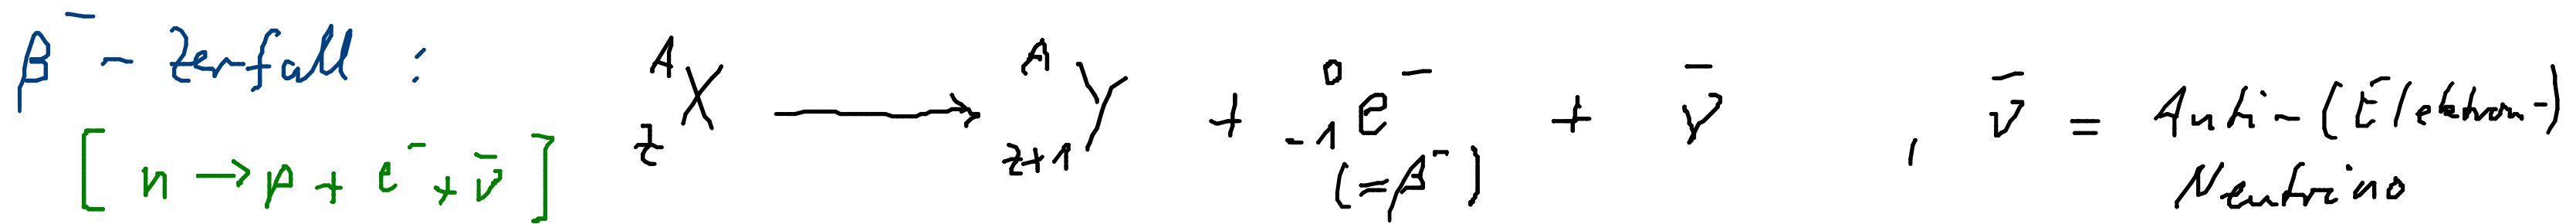 β⁻ - Zerfall : ᴬ_Z X ⟶ ᴬ_Z+1 Y + ⁰_-1 e⁻ + ν̄ , ν̄ = Anti-(Elektron-)
[ n → p + e⁻ + ν̄ ] (= β⁻) Neutrino